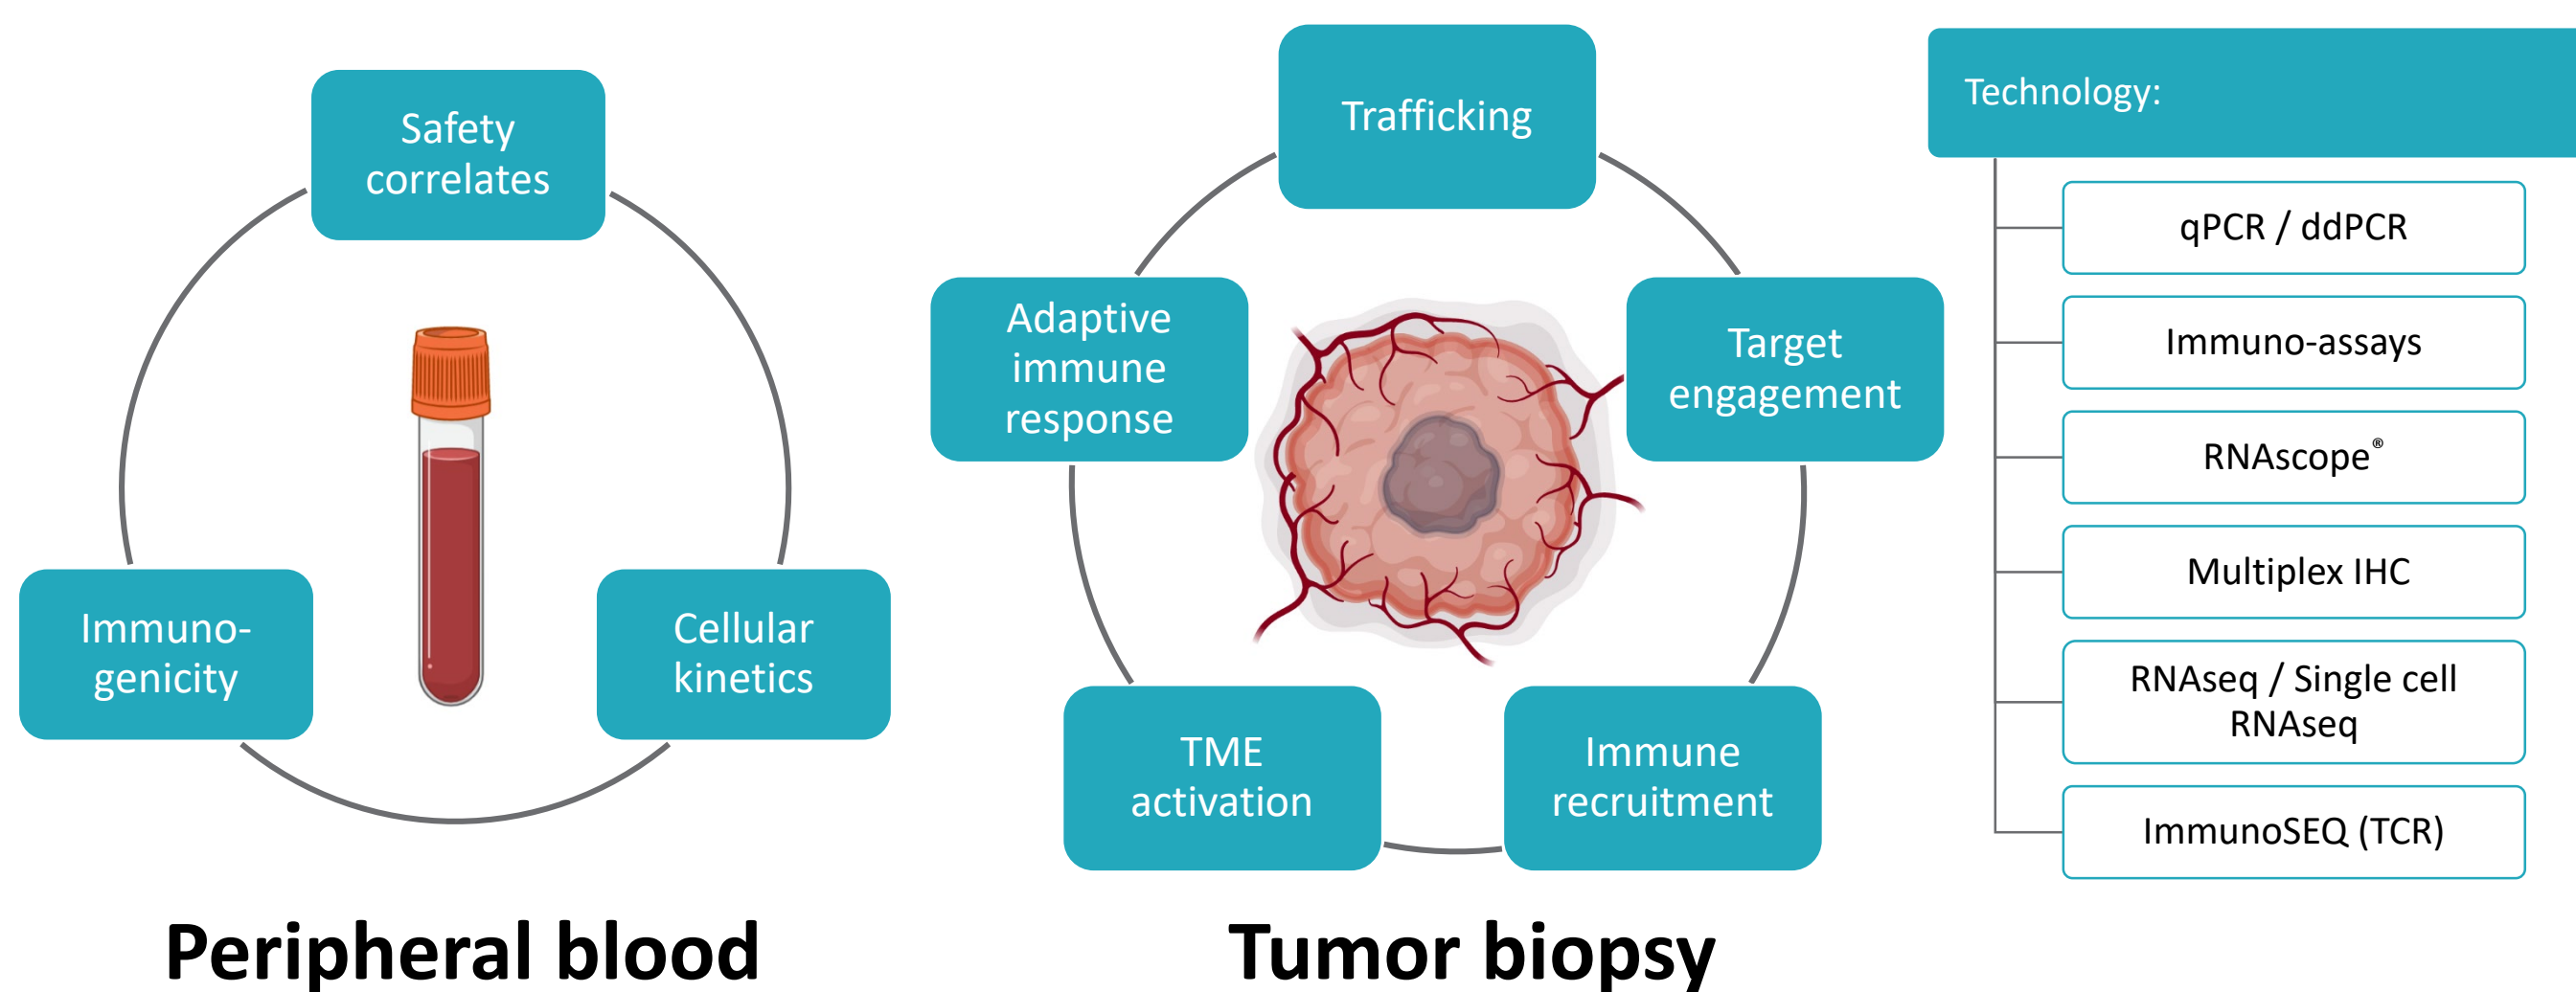 Safety
correlates
Immuno-
genicity
Cellular
kinetics
Peripheral blood
Trafficking
Adaptive
immune
response
Target
engagement
TME
activation
Immune
recruitment
Tumor biopsy
Technology:
qPCR / ddPCR
Immuno-assays
RNAscope®
Multiplex IHC
RNAseq / Single cell
RNAseq
ImmunoSEQ (TCR)